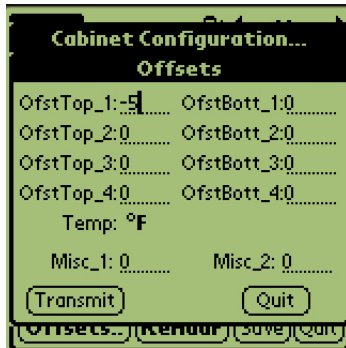 Cabinet Configuration...
Offsets
OfstTop_1:-5 OfstBott_1:0
OfstTop_2:0 OfstBott_2:0
OfstTop_3:0 OfstBott_3:0
OfstTop_4:0 OfstBott_4:0
Temp: °F
Misc_1: 0 Misc_2: 0
Transmit Quit
Offsets.. Save Quit